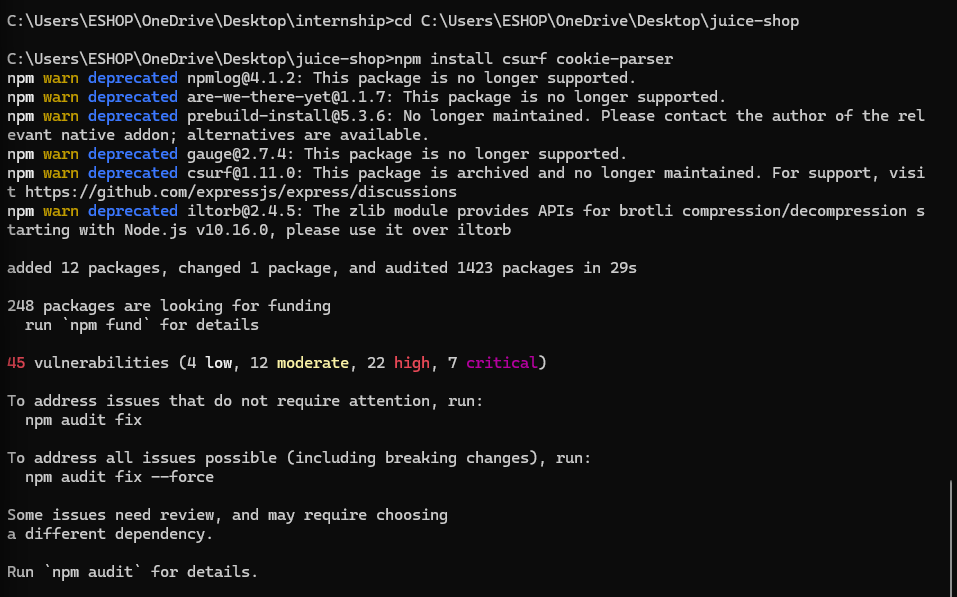 C:\Users\ESHOP\OneDrive\Desktop\internship>cd C:\Users\ESHOP\OneDrive\Desktop\juice-shop
C:\Users\ESHOP\OneDrive\Desktop\juice-shop>npm install csurf cookie-parser
npm warn deprecated npmlog@4.1.2: This package is no longer supported.
npm warn deprecated are-we-there-yet@1.1.7: This package is no longer supported.
npm warn deprecated prebuild-install@5.3.6: No longer maintained. Please contact the author of the rel
evant native addon; alternatives are available.
npm warn deprecated gauge@2.7.4: This package is no longer supported.
npm warn deprecated csurf@1.11.0: This package is archived and no longer maintained. For support, visi
t https://github.com/expressjs/express/discussions
npm warn deprecated iltorb@2.4.5: The zlib module provides APIs for brotli compression/decompression s
tarting with Node.js v10.16.0, please use it over iltorb
added 12 packages, changed 1 package, and audited 1423 packages in 29s
248 packages are looking for funding
  run `npm fund` for details
45 vulnerabilities (4 low, 12 moderate, 22 high, 7 critical)
To address issues that do not require attention, run:
  npm audit fix
To address all issues possible (including breaking changes), run:
  npm audit fix --force
Some issues need review, and may require choosing
a different dependency.
Run `npm audit` for details.